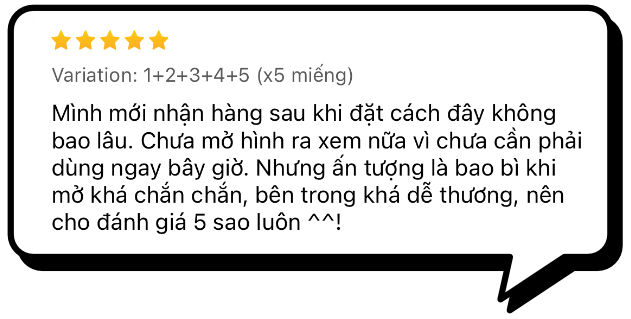 Variation: 1+2+3+4+5 (x5 miếng)
Mình mới nhận hàng sau khi đặt cách đây không
bao lâu. Chưa mở hình ra xem nữa vì chưa cần phải
dùng ngay bây giờ. Nhưng ấn tượng là bao bì khi
mở khá chắn chắn, bên trong khá dễ thương, nên
cho đánh giá 5 sao luôn ^^!